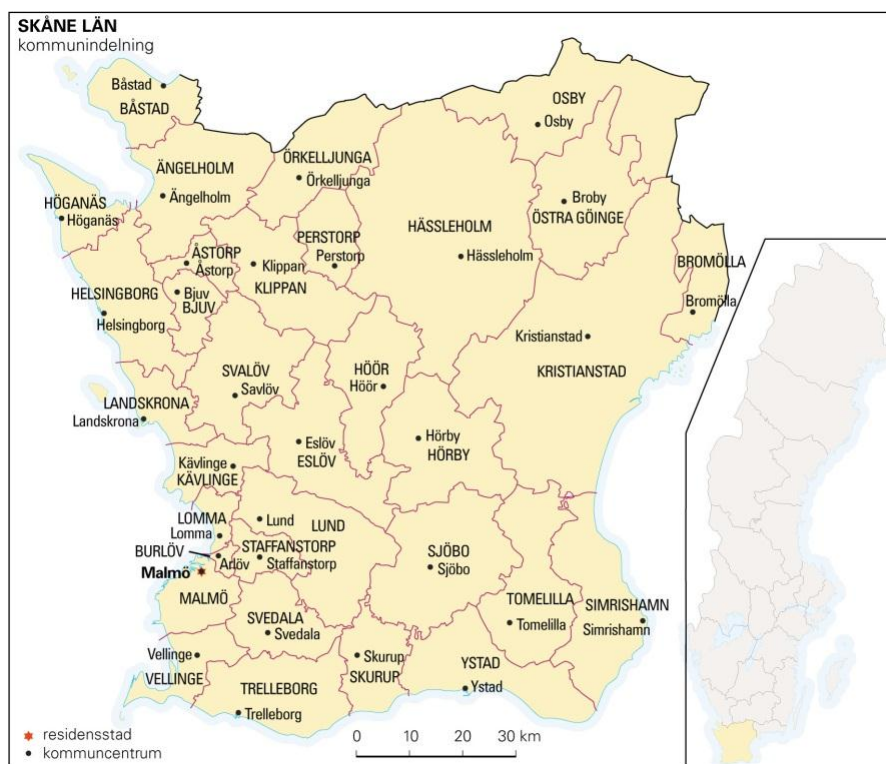 SKÅNE LÄN
kommunindelning
Båstad
BÅSTAD
OSBY
Osby
ÄNGELHOLM
Ängelholm
ÖRKELLJUNGA
Örkelljunga
HÖGANÄS
Höganäs
PERSTORP
Perstorp
HÄSSLEHOLM
Hässleholm
Broby
ÖSTRA GÖINGE
ÅSTORP
Åstorp
Klippan
KLIPPAN
BROMÖLLA
Bromölla
HELSINGBORG
Helsingborg
Bjuv
BJUV
Kristianstad
KRISTIANSTAD
SVALÖV
Savlöv
HÖÖR
Höör
LANDSKRONA
Landskrona
Eslöv
ESLÖV
Hörby
HÖRBY
Kävlinge
KÄVLINGE
LOMMA
Lomma
Lund
LUND
BURLÖV
Arlöv
STAFFANSTORP
Staffanstorp
SJÖBO
Sjöbo
Malmö
MALMÖ
TOMELILLA
Tomelilla
SIMRISHAMN
Simrishamn
SVEDALA
Svedala
Vellinge
VELLINGE
Skurup
SKURUP
YSTAD
Ystad
TRELLEBORG
Trelleborg
residensstad
kommuncentrum
0 10 20 30 km